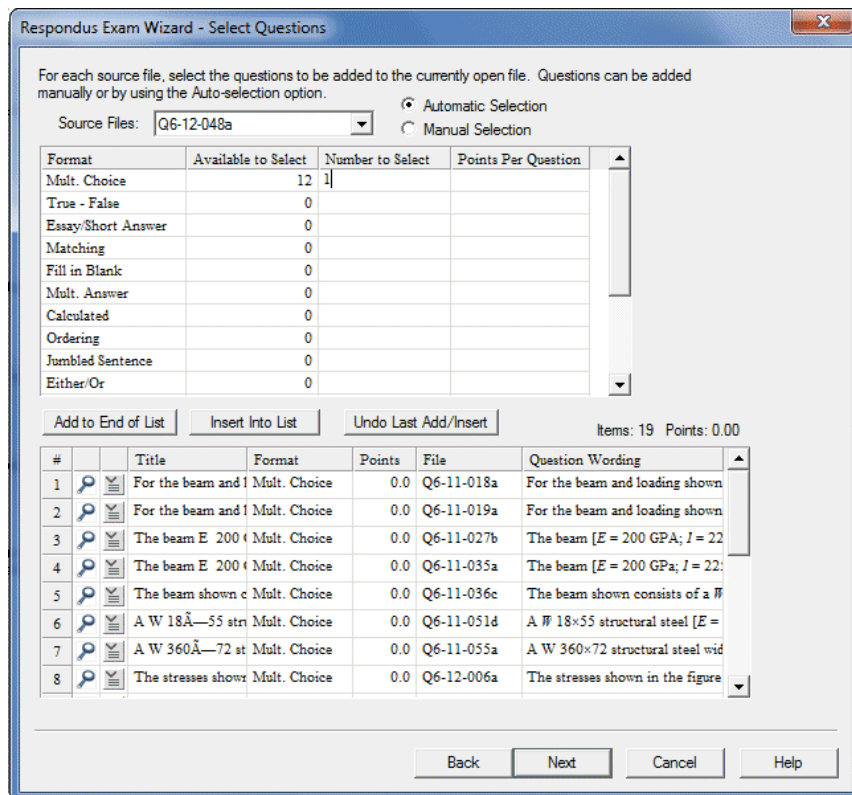 Respondus Exam Wizard - Select Questions
For each source file, select the questions to be added to the currently open file. Questions can be added
manually or by using the Auto-selection option.
Automatic Selection
Source Files: Q6-12-048a
Manual Selection
Format Available to Select Number to Select Points Per Question
Mult. Choice 12 1
True - False 0
Essay/Short Answer 0
Matching 0
Fill in Blank 0
Mult. Answer 0
Calculated 0
Ordering 0
Jumbled Sentence 0
Either/Or 0
Add to End of List Insert Into List Undo Last Add/Insert Items: 19 Points: 0.00
# Title Format Points File Question Wording
1 For the beam and l Mult. Choice 0.0 Q6-11-018a For the beam and loading shown
2 For the beam and l Mult. Choice 0.0 Q6-11-019a For the beam and loading shown
3 The beam E 200 G Mult. Choice 0.0 Q6-11-027b The beam [E = 200 GPA; I = 22
4 The beam E 200 G Mult. Choice 0.0 Q6-11-035a The beam [E = 200 GPa; I = 22
5 The beam shown c Mult. Choice 0.0 Q6-11-036c The beam shown consists of a W
6 A W 18Ã—55 stru Mult. Choice 0.0 Q6-11-051d A W 18×55 structural steel [E =
7 A W 360Ã—72 st Mult. Choice 0.0 Q6-11-055a A W 360×72 structural steel wid
8 The stresses shown Mult. Choice 0.0 Q6-12-006a The stresses shown in the figure
Back Next Cancel Help